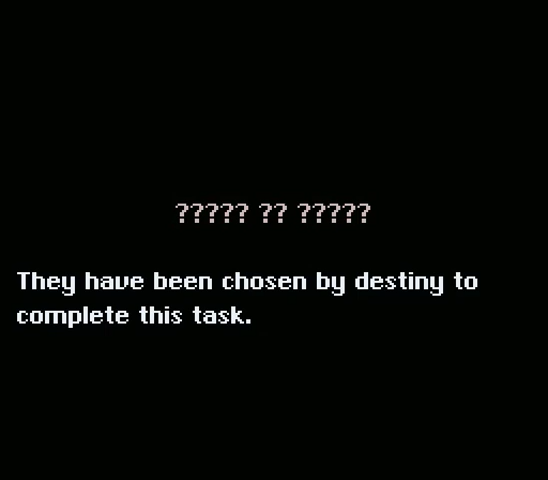 ????? ?? ?????
They have been chosen by destiny to
complete this task.